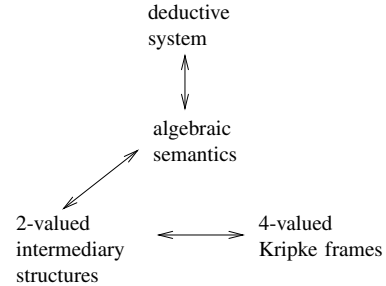 deductive
system
algebraic
semantics
2-valued
intermediary
structures
4-valued
Kripke frames